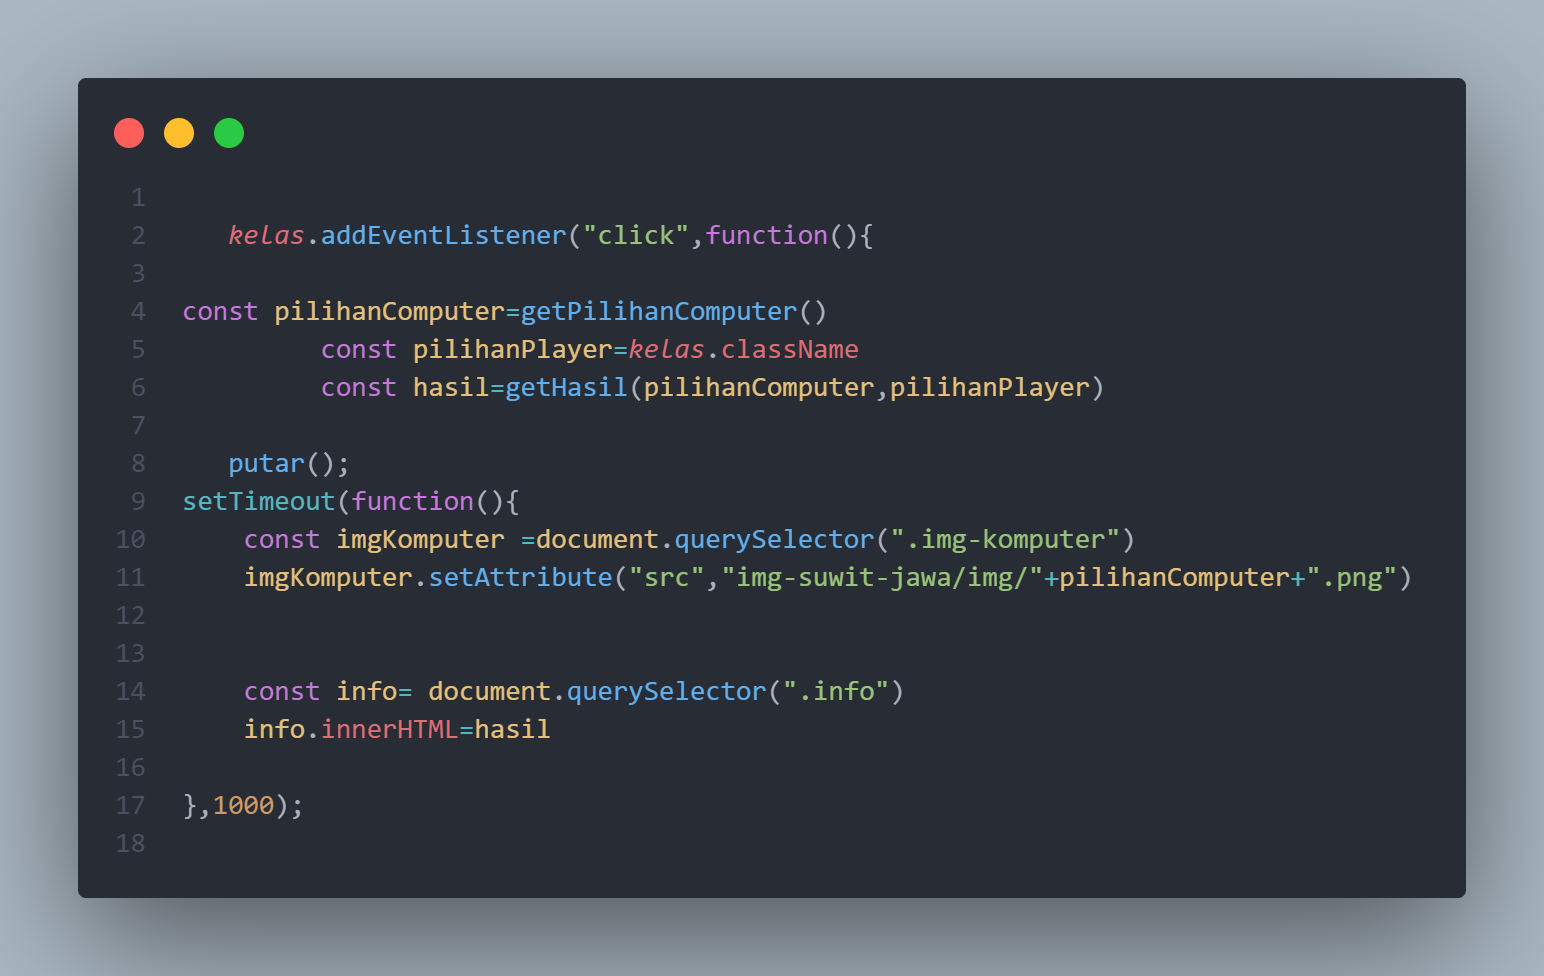 1
2 kelas.addEventListener("click",function(){
3
4 const pilihanComputer=getPilihanComputer()
5 const pilihanPlayer=kelas.className
6 const hasil=getHasil(pilihanComputer,pilihanPlayer)
7
8 putar();
9 setTimeout(function(){
10 const imgKomputer =document.querySelector(".img-komputer")
11 imgKomputer.setAttribute("src","img-suwit-jawa/img/"+pilihanComputer+".png")
12
13
14 const info= document.querySelector(".info")
15 info.innerHTML=hasil
16
17 },1000);
18